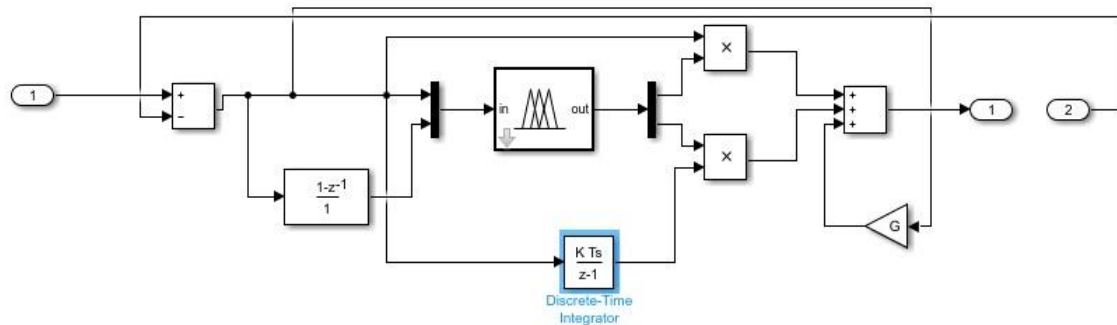 ×
+
+
+
+
−
1
in
out
1
2
1-z⁻¹
1
×
G
K Ts
z-1
Discrete-Time
Integrator